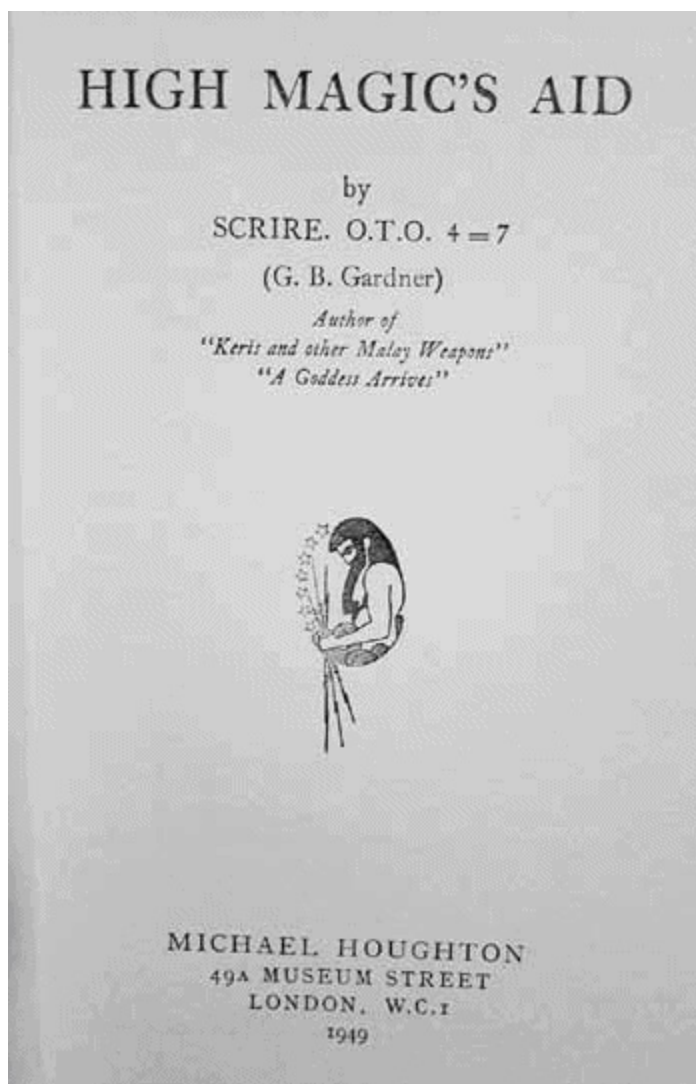 HIGH MAGIC'S AID
by
SCRIRE. O.T.O. 4=7
(G. B. Gardner)
Author of
"Keris and other Malay Weapons"
"A Goddess Arrives"
MICHAEL HOUGHTON
49A MUSEUM STREET
LONDON, W.C.1
1949